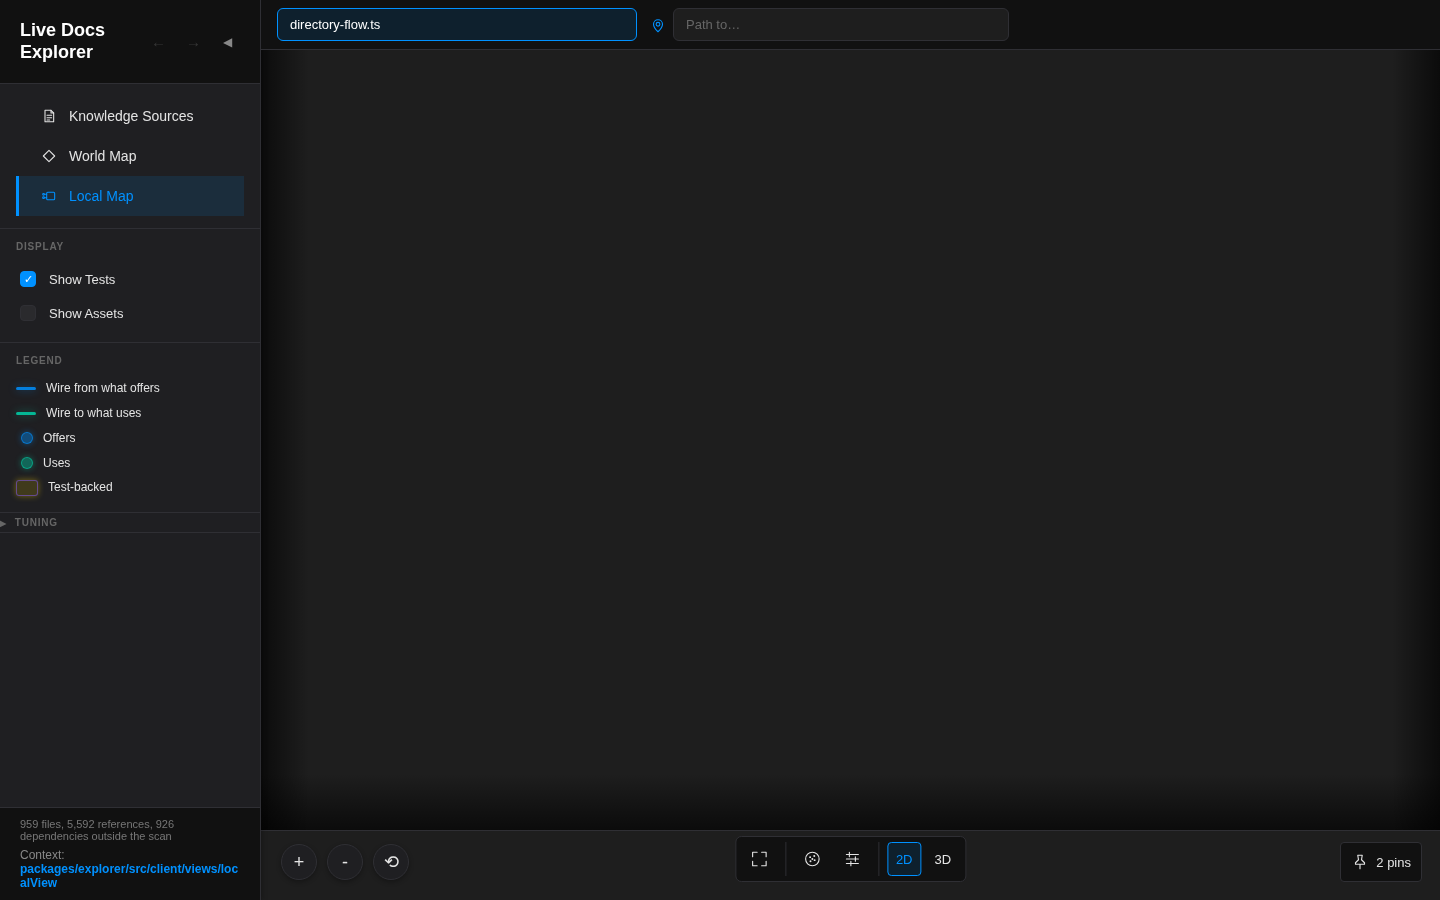 Live Docs
Explorer
← → ◀
directory-flow.ts
Path to…
Knowledge Sources
World Map
Local Map
DISPLAY
Show Tests
Show Assets
LEGEND
Wire from what offers
Wire to what uses
Offers
Uses
Test-backed
▶ TUNING
959 files, 5,592 references, 926
dependencies outside the scan
Context:
packages/explorer/src/client/views/loc
alView
+ - ⟲
2D 3D
2 pins